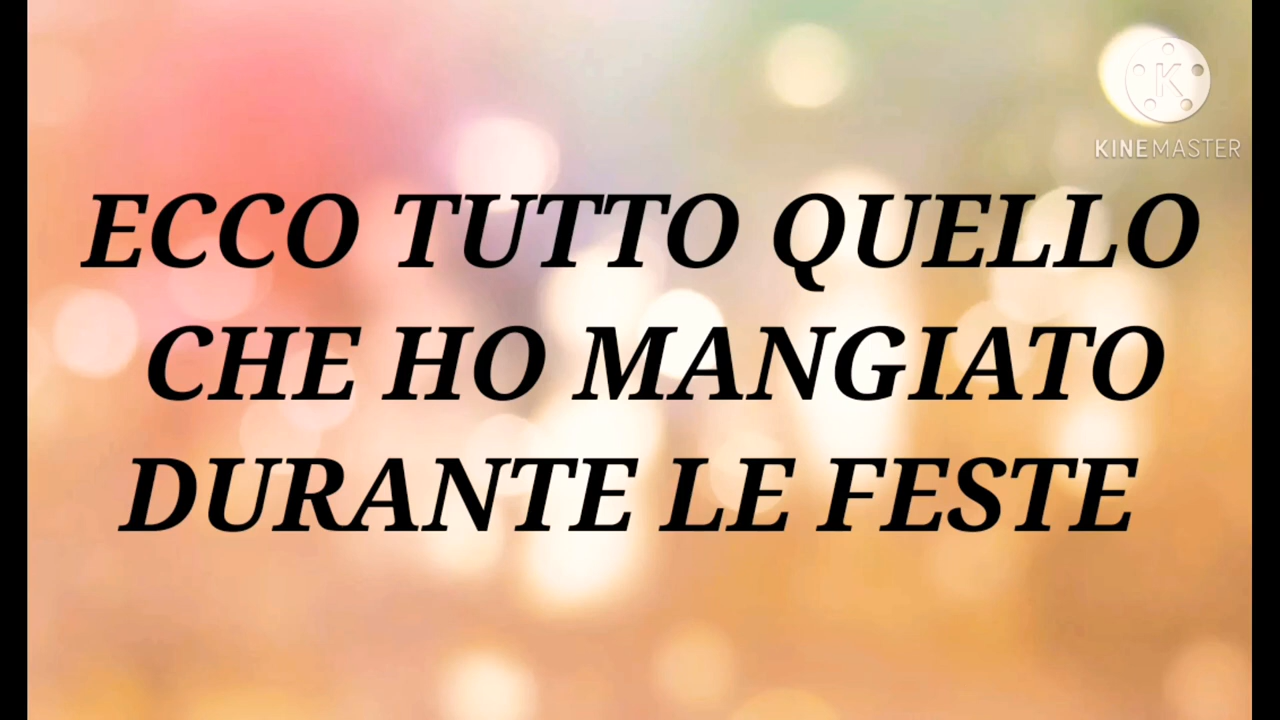 K
KINEMASTER
ECCO TUTTO QUELLO
CHE HO MANGIATO
DURANTE LE FESTE